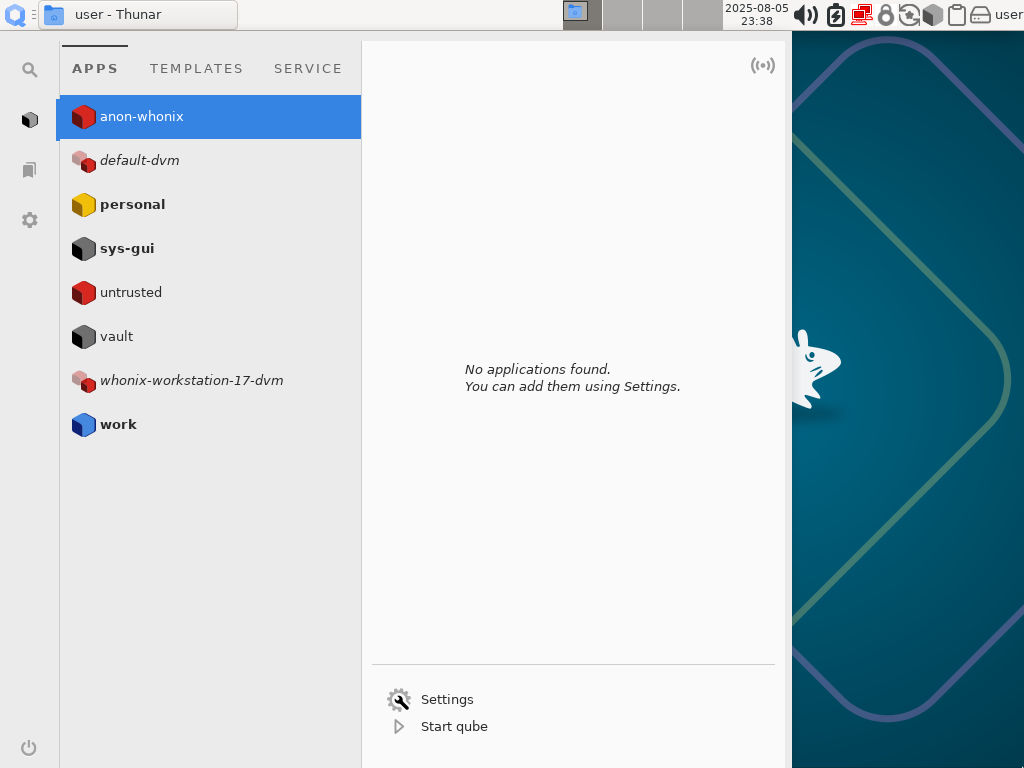 user - Thunar
2025-08-05
23:38
user
APPS TEMPLATES SERVICE
anon-whonix
default-dvm
personal
sys-gui
untrusted
vault
whonix-workstation-17-dvm
work
No applications found.
You can add them using Settings.
Settings
Start qube